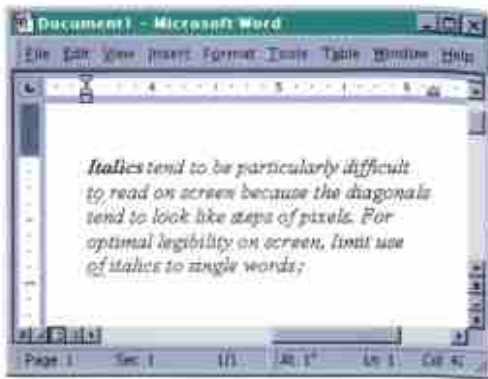 Document1 - Microsoft Word
File Edit View Insert Format Tools Table Window Help
Italics tend to be particularly difficult
to read on screen because the diagonals
tend to look like steps of pixels. For
optimal legibility on screen, limit use
of italics to single words;
Page 1 Sec 1 1/1 At 1" Ln 1